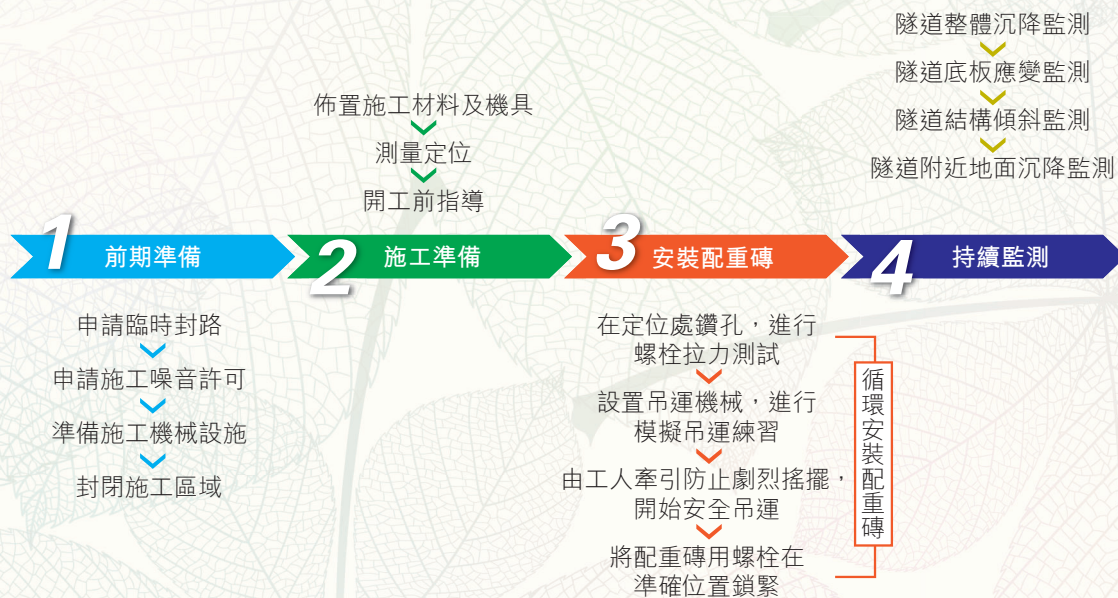 1
前期準備
申請臨時封路
申請施工噪音許可
準備施工機械設施
封閉施工區域
佈置施工材料及機具
測量定位
開工前指導
2
施工準備
3
安裝配重磚
在定位處鑽孔，進行
螺栓拉力測試
設置吊運機械，進行
模擬吊運練習
由工人牽引防止劇烈搖擺，
開始安全吊運
將配重磚用螺栓在
準確位置鎖緊
循環安裝配重磚
隧道整體沉降監測
隧道底板應變監測
隧道結構傾斜監測
隧道附近地面沉降監測
4
持續監測